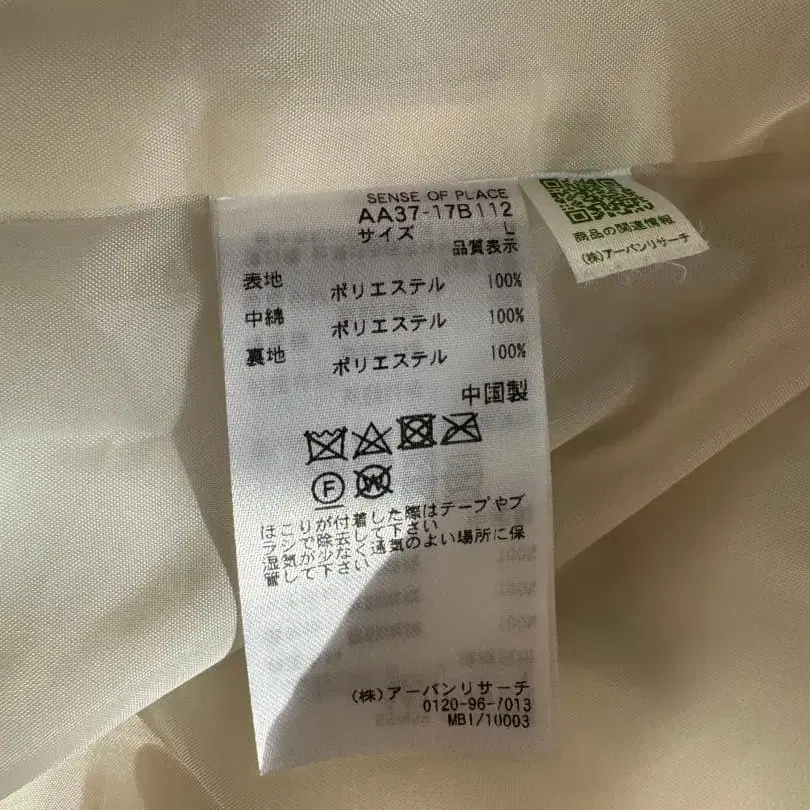 SENSE OF PLACE
AA37-17B112
サイズ L
品質表示
表地 ポリエステル 100%
中綿 ポリエステル 100%
裏地 ポリエステル 100%
中国製
F
W
ほこりが付着した際はテープやブ
ラシで除去して下さい
湿気が少なく通気のよい場所に保
管して下さい
(株)アーバンリサーチ
0120-96-7013
MBI/10003
商品の関連情報
(株)アーバンリサーチ